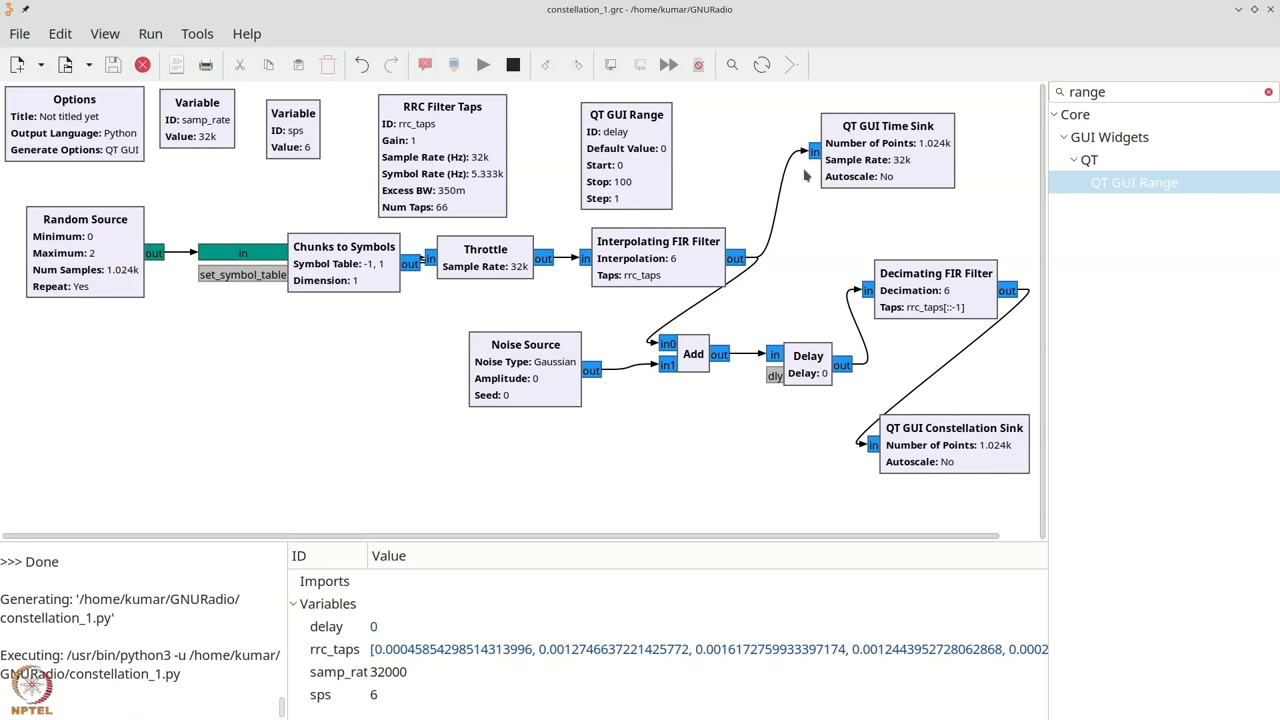 constellation_1.grc - /home/kumar/GNURadio
File Edit View Run Tools Help
Options
Title: Not titled yet
Output Language: Python
Generate Options: QT GUI
Variable
ID: samp_rate
Value: 32k
Variable
ID: sps
Value: 6
RRC Filter Taps
ID: rrc_taps
Gain: 1
Sample Rate (Hz): 32k
Symbol Rate (Hz): 5.333k
Excess BW: 350m
Num Taps: 66
QT GUI Range
ID: delay
Default Value: 0
Start: 0
Stop: 100
Step: 1
QT GUI Time Sink
Number of Points: 1.024k
Sample Rate: 32k
Autoscale: No
in
Random Source
Minimum: 0
Maximum: 2
Num Samples: 1.024k
Repeat: Yes
out
in
set_symbol_table
Chunks to Symbols
Symbol Table: -1, 1
Dimension: 1
out
in
Throttle
Sample Rate: 32k
out
in
Interpolating FIR Filter
Interpolation: 6
Taps: rrc_taps
out
in
Decimating FIR Filter
Decimation: 6
Taps: rrc_taps[::-1]
out
Noise Source
Noise Type: Gaussian
Amplitude: 0
Seed: 0
out
in0
in1
Add
out
in
dly
Delay
Delay: 0
out
in
QT GUI Constellation Sink
Number of Points: 1.024k
Autoscale: No
range
Core
GUI Widgets
QT
QT GUI Range
>>> Done
Generating: '/home/kumar/GNURadio/
constellation_1.py'
Executing: /usr/bin/python3 -u /home/kumar/
GNURadio/constellation_1.py
NPTEL
ID Value
Imports
Variables
delay 0
rrc_taps [0.00045854298514313996, 0.0012746637221425772, 0.0016172759933397174, 0.0012443952728062868, 0.0002
samp_rat 32000
sps 6